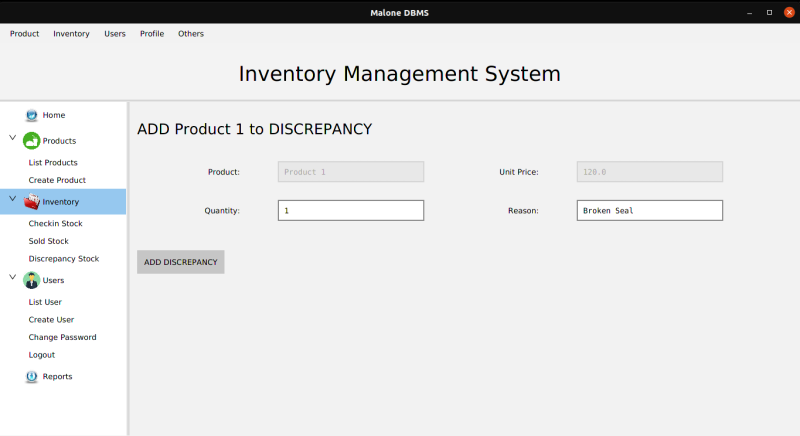 Malone DBMS
Product Inventory Users Profile Others
Inventory Management System
Home
Products
List Products
Create Product
Inventory
Checkin Stock
Sold Stock
Discrepancy Stock
Users
List User
Create User
Change Password
Logout
Reports
ADD Product 1 to DISCREPANCY
Product: Product 1 Unit Price: 120.0
Quantity: 1 Reason: Broken Seal
ADD DISCREPANCY